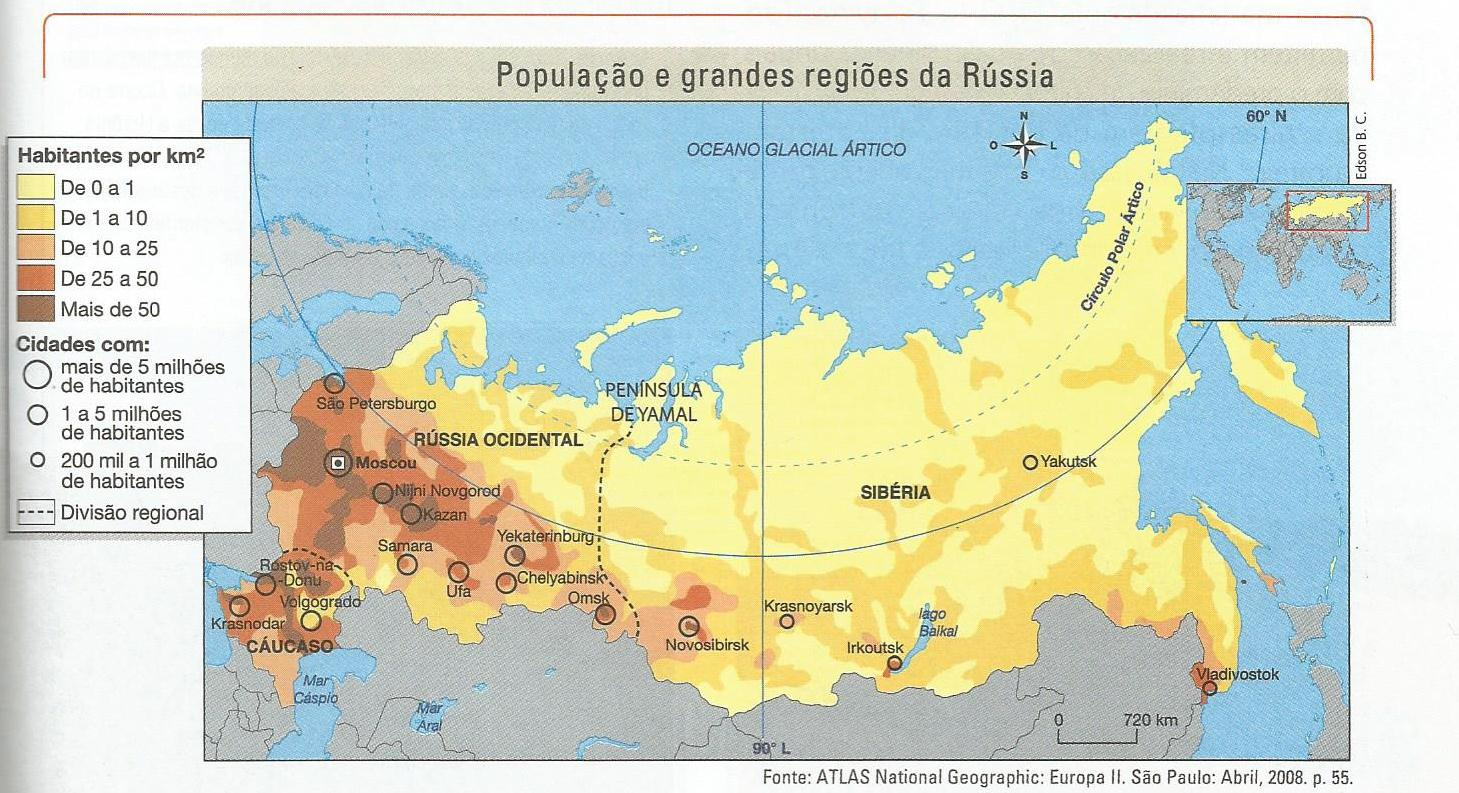 População e grandes regiões da Rússia
Habitantes por km²
De 0 a 1
De 1 a 10
De 10 a 25
De 25 a 50
Mais de 50
Cidades com:
mais de 5 milhões
de habitantes
1 a 5 milhões
de habitantes
200 mil a 1 milhão
de habitantes
Divisão regional
OCEANO GLACIAL ÁRTICO
N
O
L
S
60° N
Edson B. C.
Círculo Polar Ártico
PENÍNSULA
DE YAMAL
São Petersburgo
RÚSSIA OCIDENTAL
Moscou
Nijni Novgorod
Kazan
Samara
Yekaterinburg
Ufa
Chelyabinsk
Omsk
Rostov-na-
-Donu
Volgogrado
Krasnodar
CÁUCASO
Mar
Cáspio
Mar
Aral
SIBÉRIA
Yakutsk
Novosibirsk
Krasnoyarsk
Irkoutsk
lago
Baikal
Vladivostok
0 720 km
90° L
Fonte: ATLAS National Geographic: Europa II. São Paulo: Abril, 2008. p. 55.